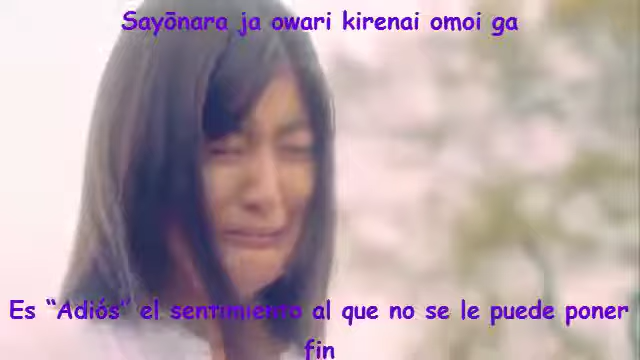 Sayōnara ja owari kirenai omoi ga
Es “Adiós” el sentimiento al que no se le puede poner
fin